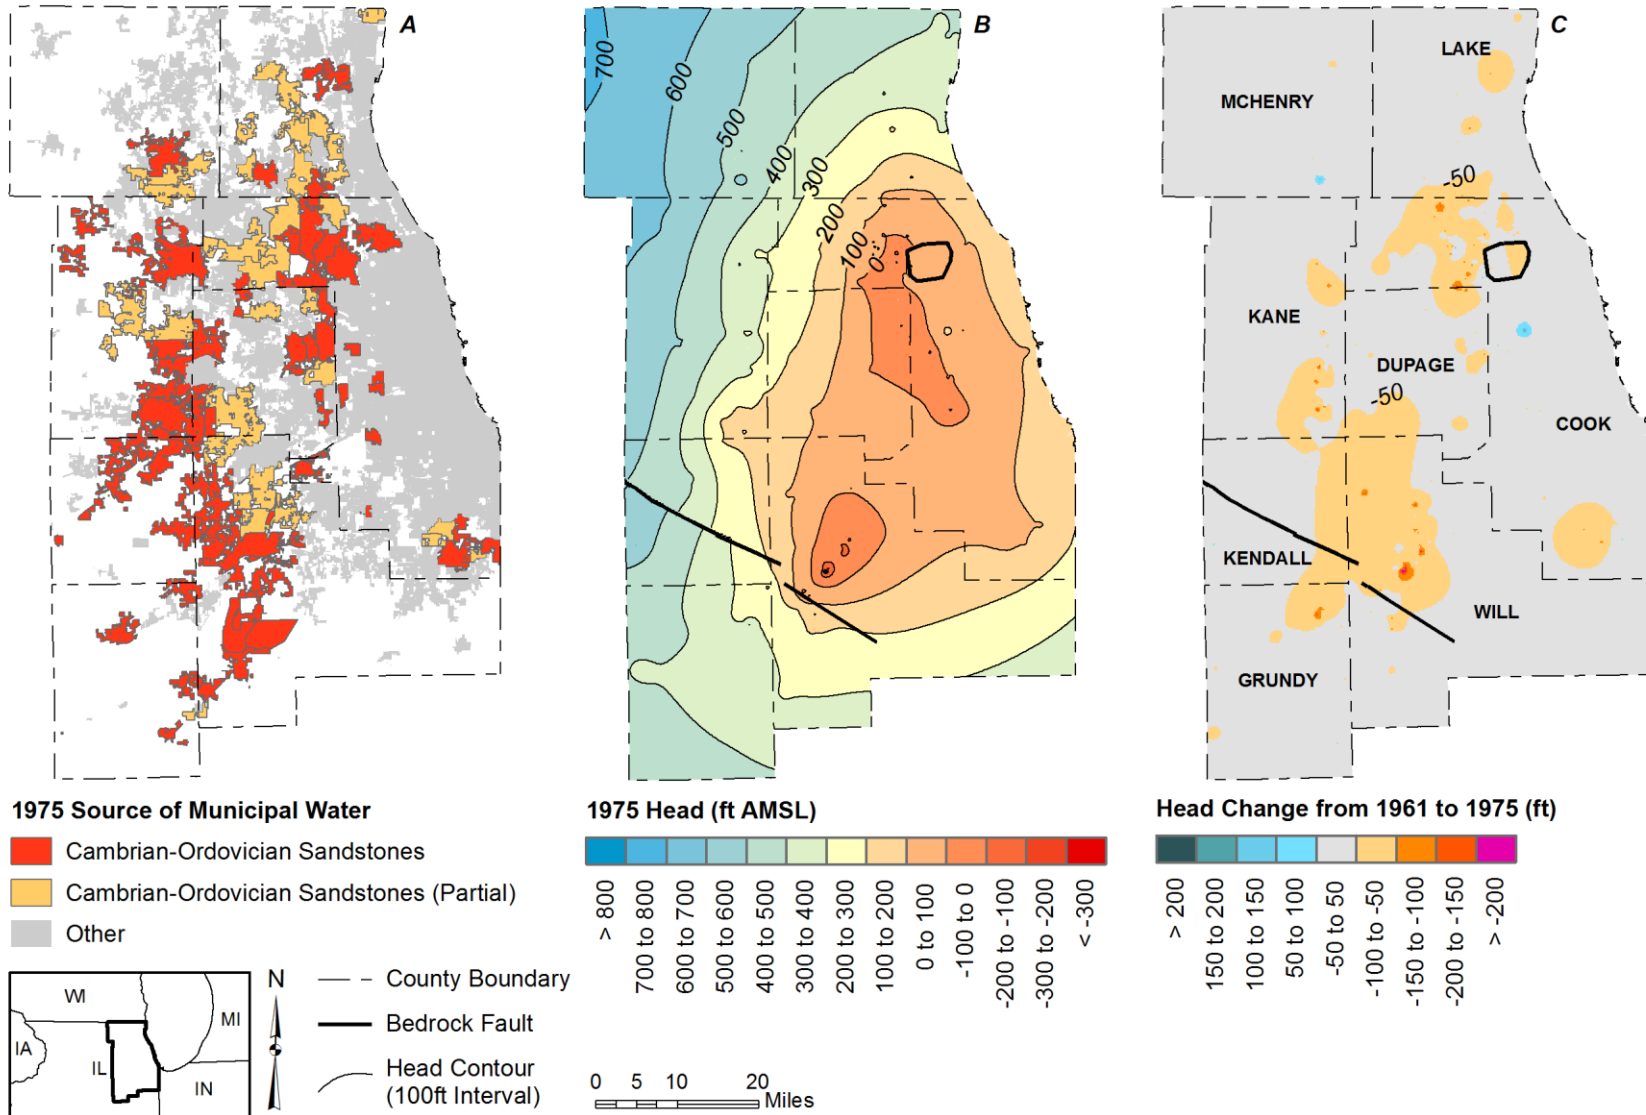 A
B
C
700
600
500
400
300
200
100
0
LAKE
MCHENRY
-50
KANE
DUPAGE
-50
COOK
KENDALL
WILL
GRUNDY
1975 Source of Municipal Water
Cambrian-Ordovician Sandstones
Cambrian-Ordovician Sandstones (Partial)
Other
1975 Head (ft AMSL)
> 800
700 to 800
600 to 700
500 to 600
400 to 500
300 to 400
200 to 300
100 to 200
0 to 100
-100 to 0
-200 to -100
-300 to -200
< -300
Head Change from 1961 to 1975 (ft)
> 200
150 to 200
100 to 150
50 to 100
-50 to 50
-100 to -50
-150 to -100
-200 to -150
> -200
WI
MI
IA
IL
IN
N
County Boundary
Bedrock Fault
Head Contour
(100ft Interval)
0 5 10 20
Miles